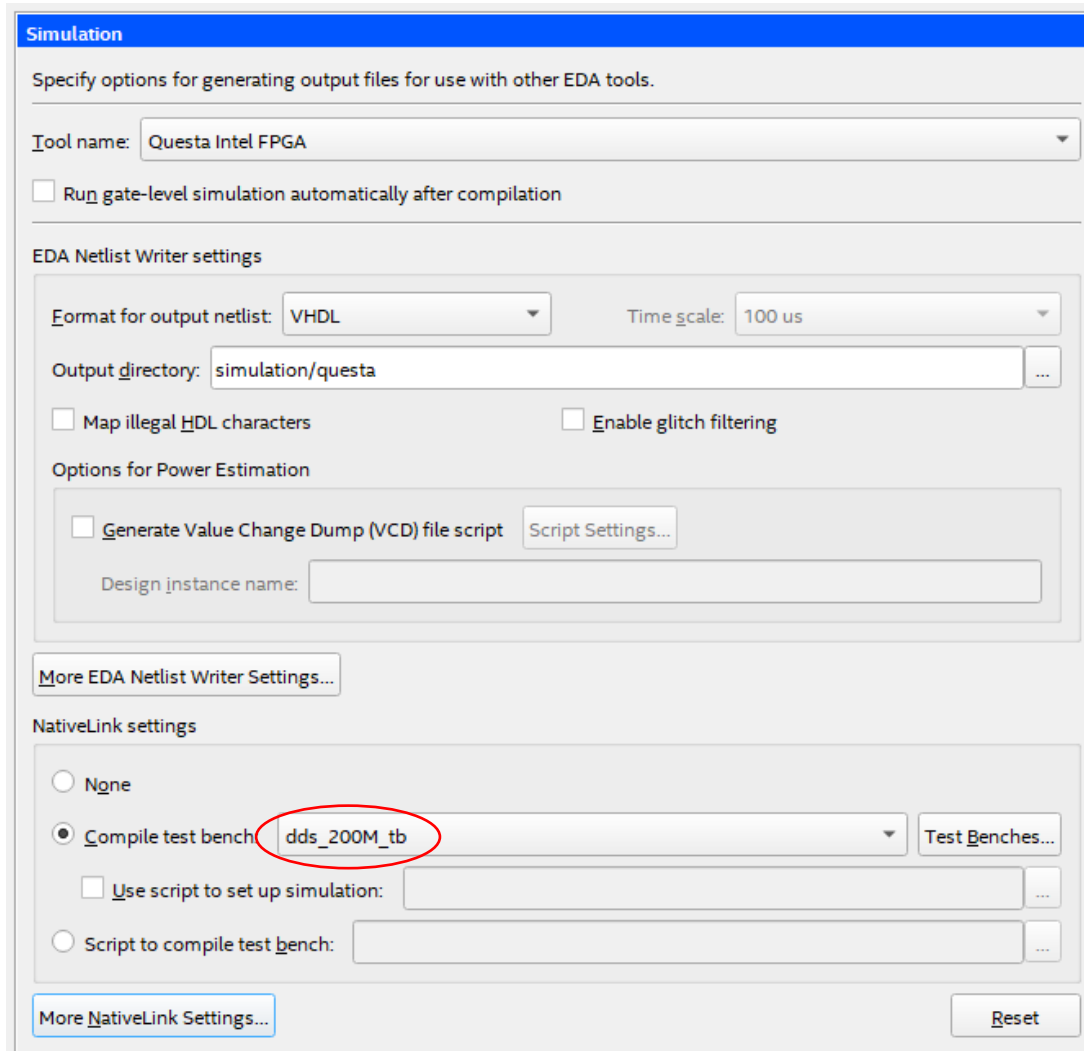 Simulation
Specify options for generating output files for use with other EDA tools.
Tool name: Questa Intel FPGA
Run gate-level simulation automatically after compilation
EDA Netlist Writer settings
Format for output netlist: VHDL Time scale: 100 us
Output directory: simulation/questa ...
Map illegal HDL characters Enable glitch filtering
Options for Power Estimation
Generate Value Change Dump (VCD) file script Script Settings...
Design instance name:
More EDA Netlist Writer Settings...
NativeLink settings
None
Compile test bench: dds_200M_tb Test Benches...
Use script to set up simulation: ...
Script to compile test bench: ...
More NativeLink Settings... Reset